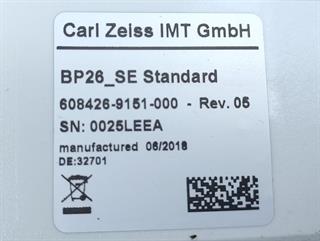 Carl Zeiss IMT GmbH
BP26_SE Standard
608426-9151-000 - Rev. 05
SN: 0025LEEA
manufactured 06/2018
DE:32701